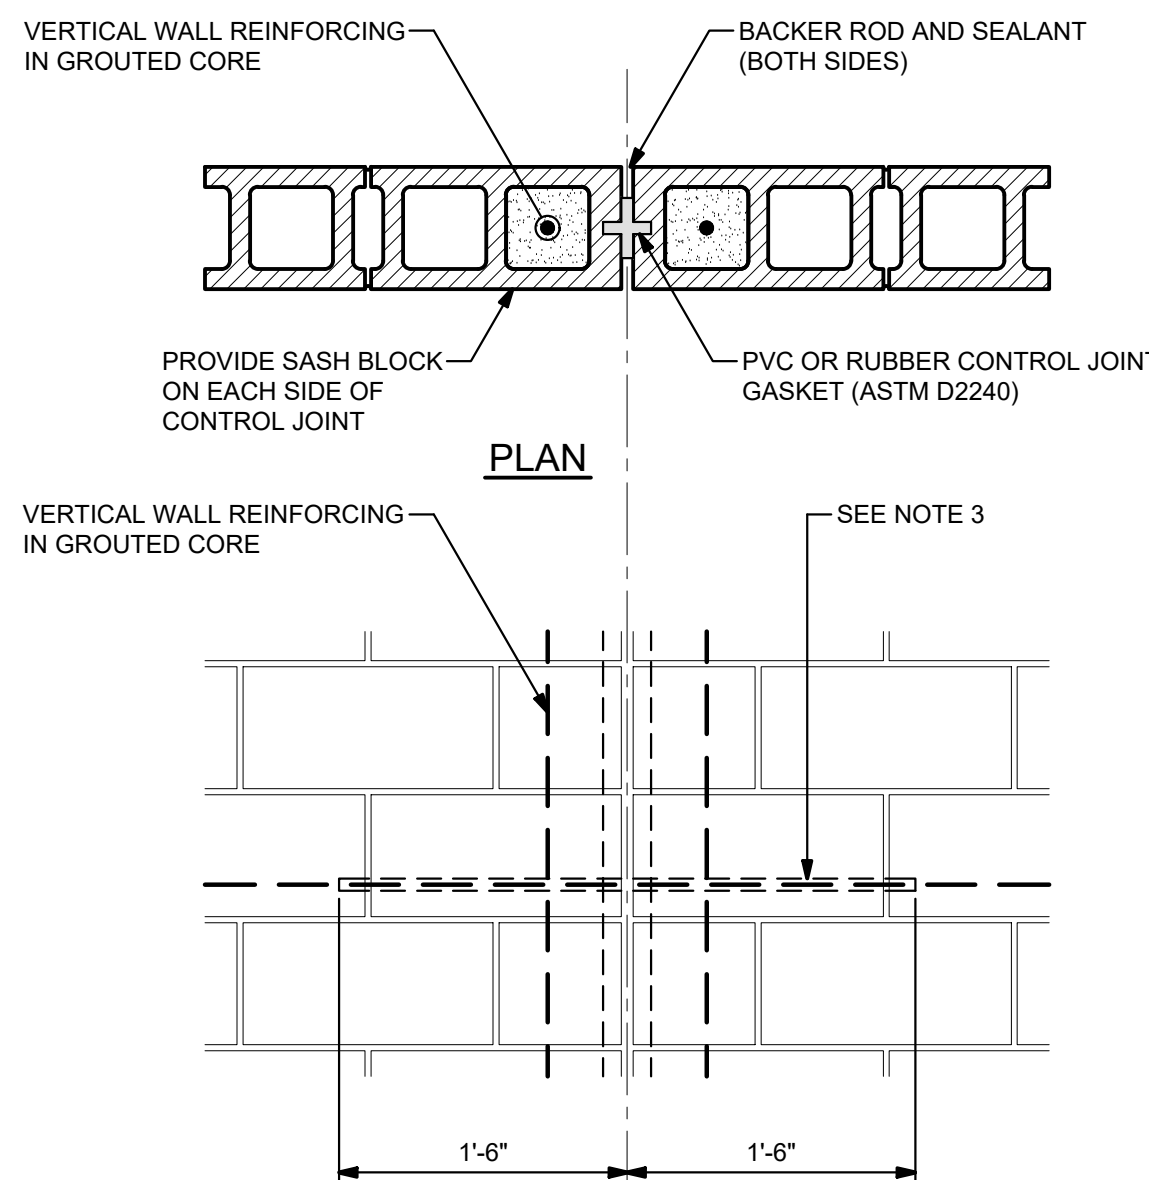 VERTICAL WALL REINFORCING
IN GROUTED CORE
BACKER ROD AND SEALANT
(BOTH SIDES)
PROVIDE SASH BLOCK
ON EACH SIDE OF
CONTROL JOINT
PVC OR RUBBER CONTROL JOINT
GASKET (ASTM D2240)
PLAN
VERTICAL WALL REINFORCING
IN GROUTED CORE
SEE NOTE 3
1'-6"
1'-6"